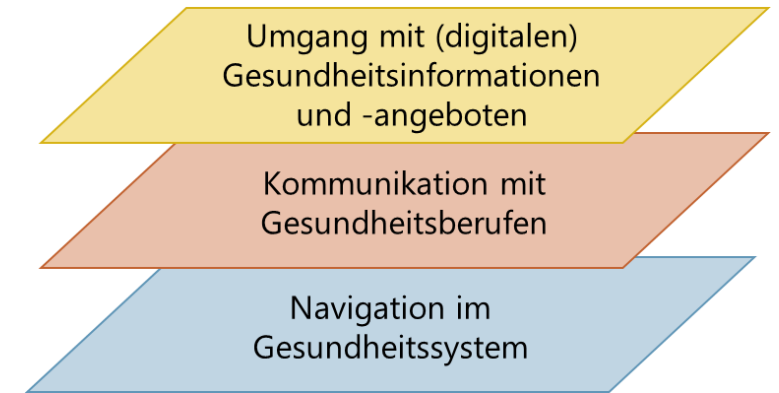 Umgang mit (digitalen)
Gesundheitsinformationen
und -angeboten
Kommunikation mit
Gesundheitsberufen
Navigation im
Gesundheitssystem